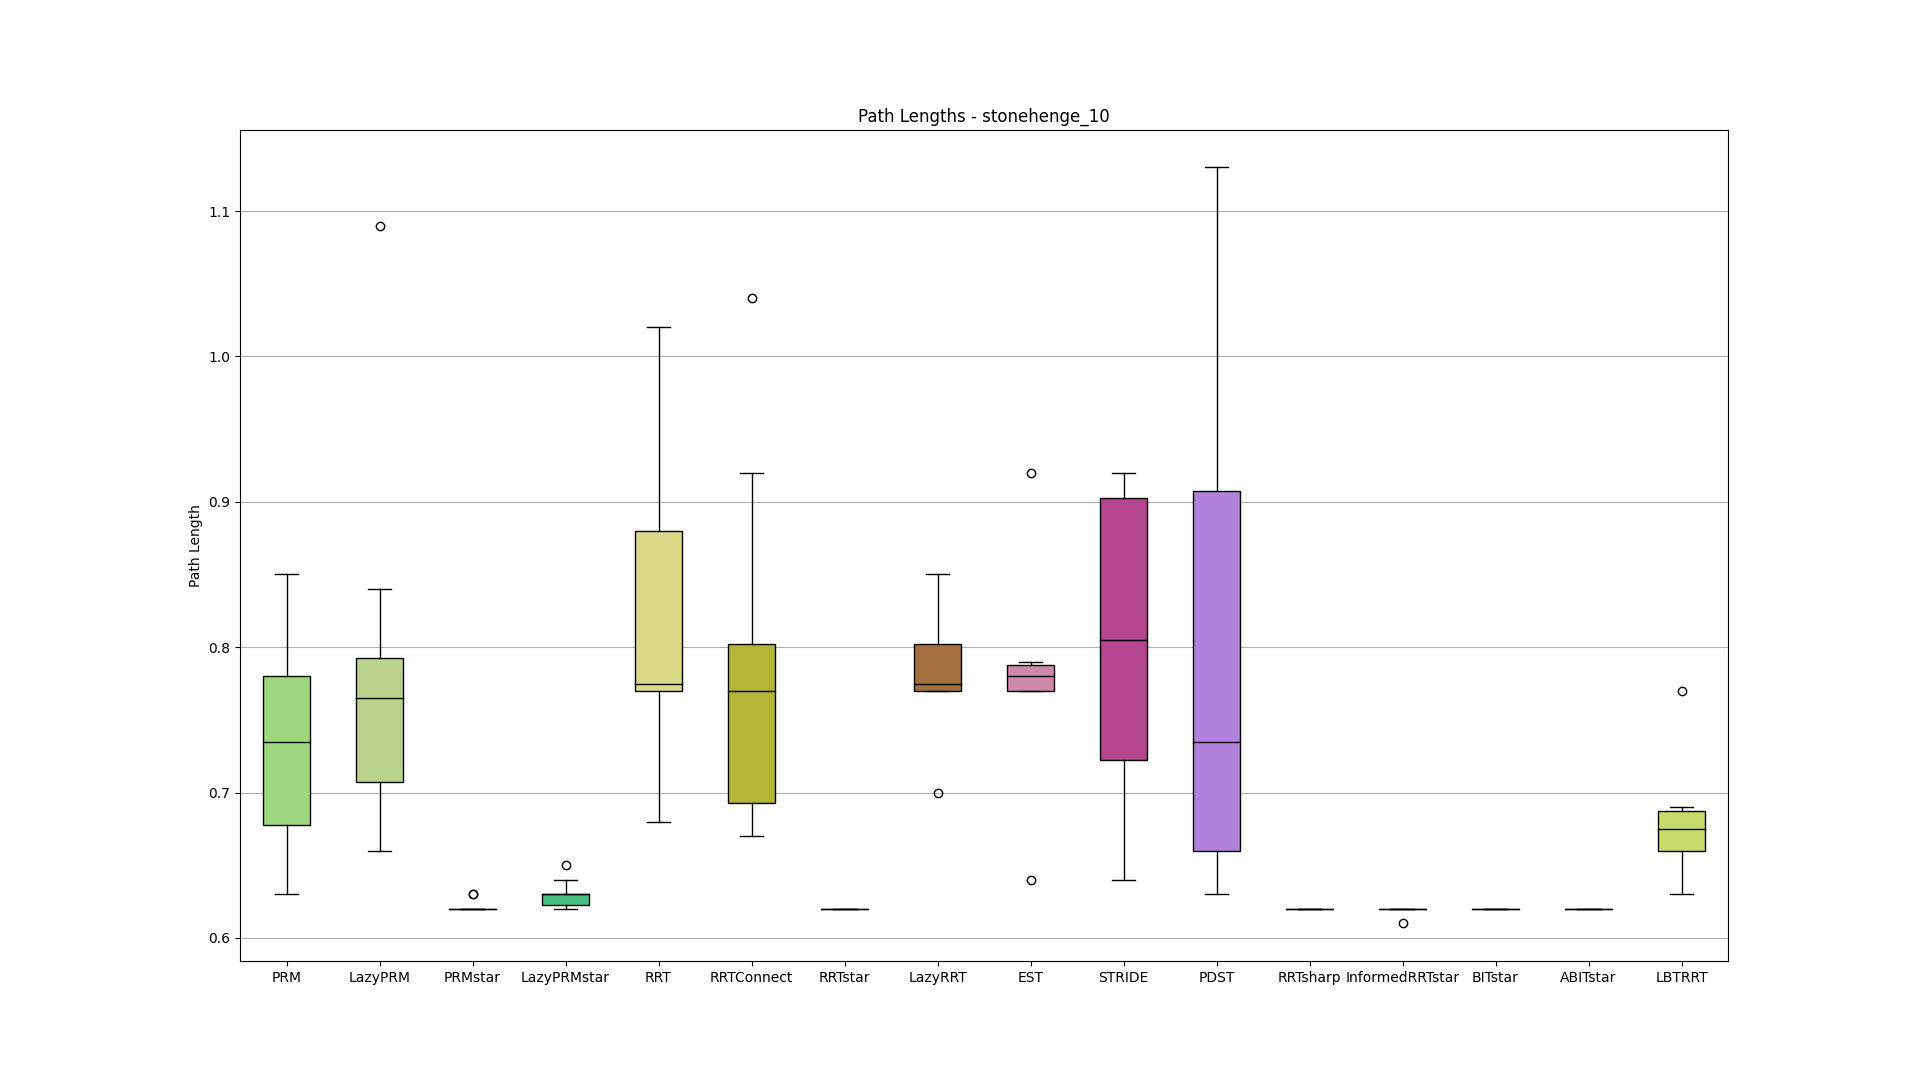 Path Lengths - stonehenge_10
Path Length
1.1
1.0
0.9
0.8
0.7
0.6
PRM LazyPRM PRMstar LazyPRMstar RRT RRTConnect RRTstar LazyRRT EST STRIDE PDST RRTsharp InformedRRTstar BITstar ABITstar LBTRRT